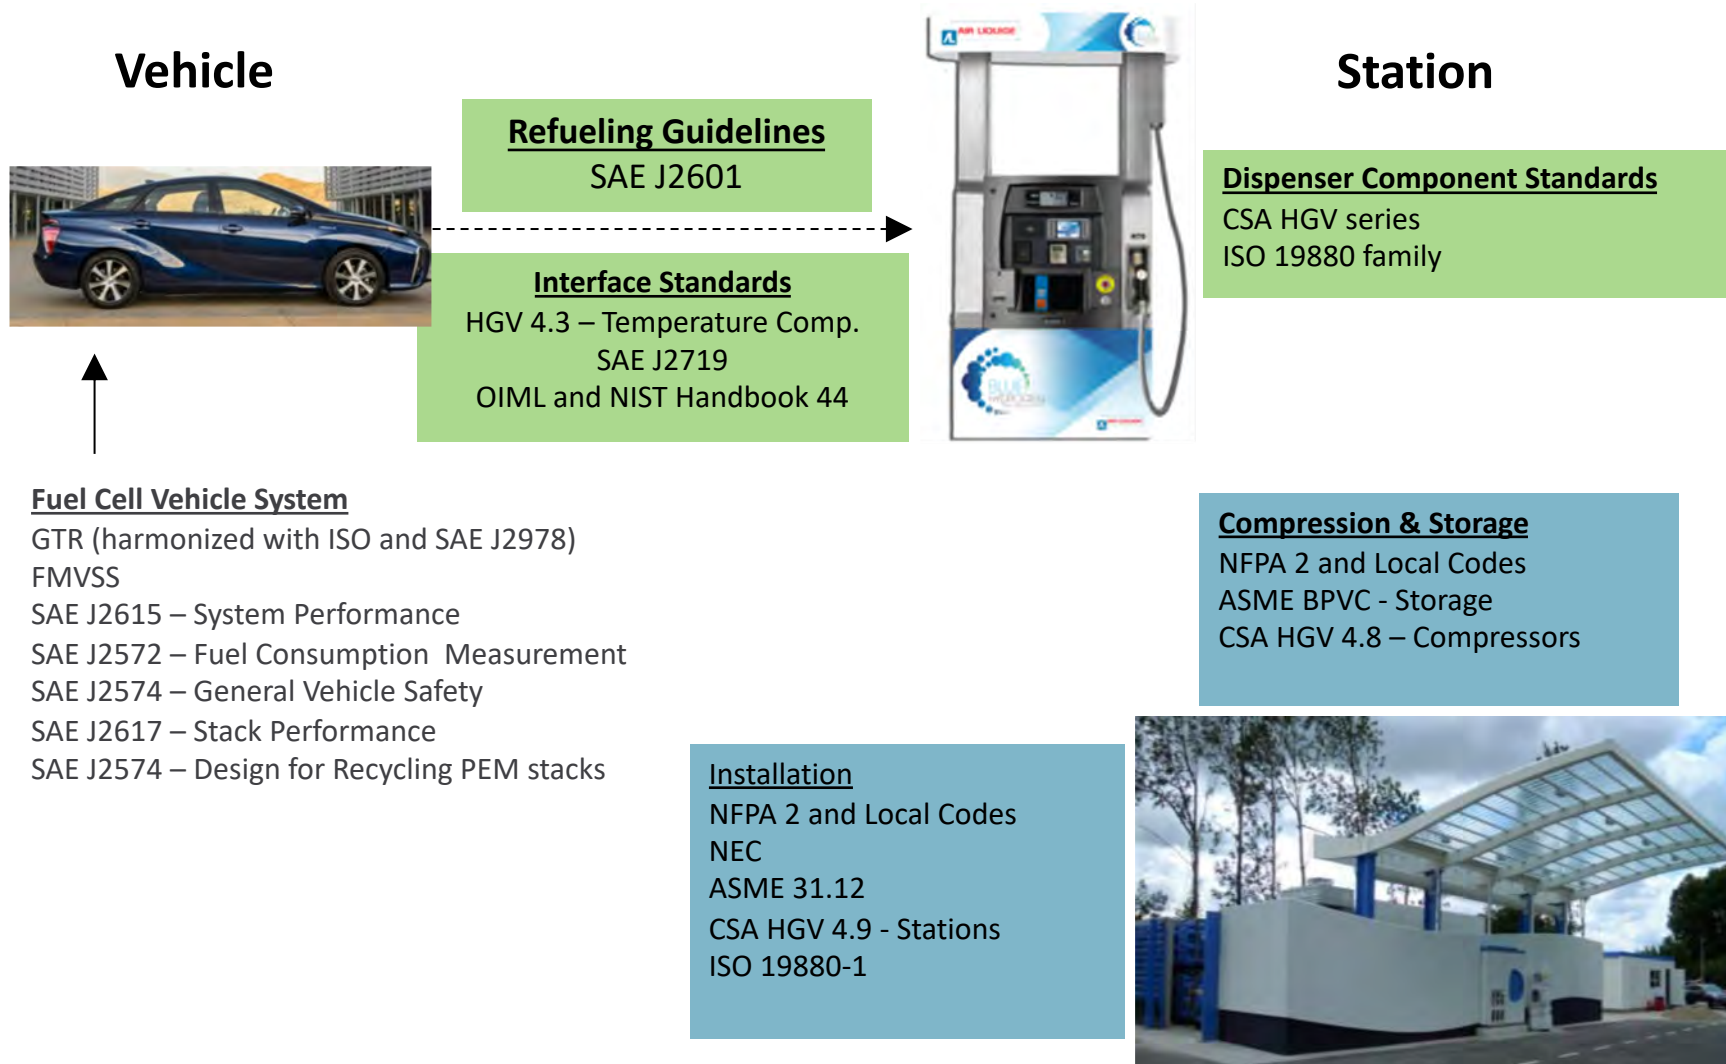 Vehicle
Station
AIR LIQUIDE
Refueling Guidelines
SAE J2601
Dispenser Component Standards
CSA HGV series
ISO 19880 family
Interface Standards
HGV 4.3 – Temperature Comp.
SAE J2719
OIML and NIST Handbook 44
BLUE
HYDROGEN
Fuel Cell Vehicle System
GTR (harmonized with ISO and SAE J2978)
FMVSS
SAE J2615 – System Performance
SAE J2572 – Fuel Consumption  Measurement
SAE J2574 – General Vehicle Safety
SAE J2617 – Stack Performance
SAE J2574 – Design for Recycling PEM stacks
Compression & Storage
NFPA 2 and Local Codes
ASME BPVC - Storage
CSA HGV 4.8 – Compressors
Installation
NFPA 2 and Local Codes
NEC
ASME 31.12
CSA HGV 4.9 - Stations
ISO 19880-1